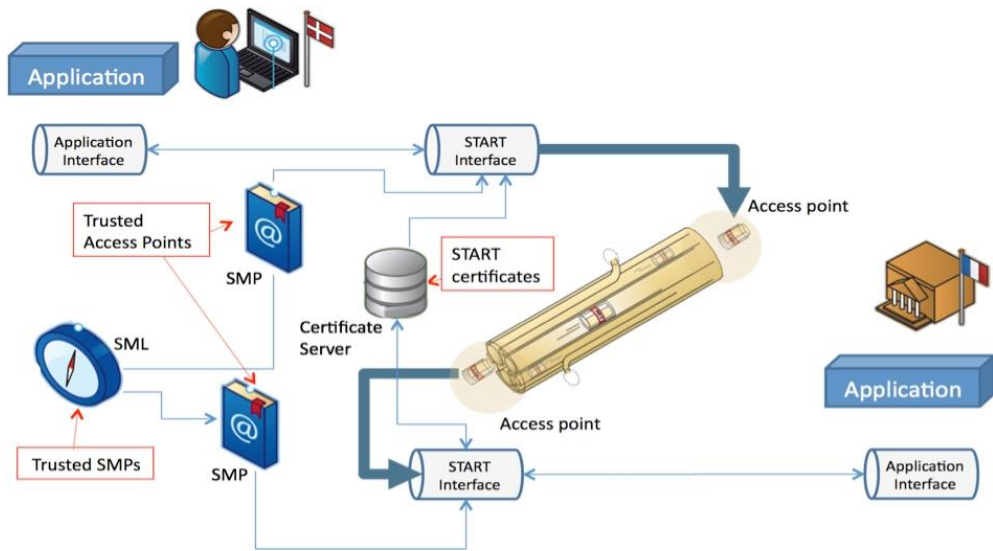 Application
Application
Interface
START
Interface
Access point
Trusted
Access Points
SMP
START
certificates
Certificate
Server
SML
Application
Access point
Trusted SMPs
SMP
START
Interface
Application
Interface